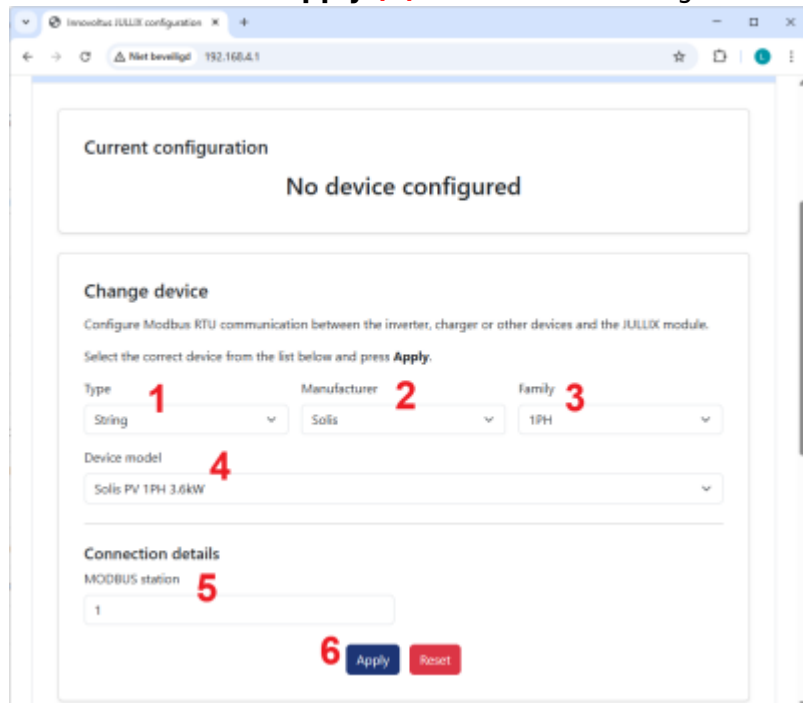 Apply
Innovoltus JULLIX configuration
Niet beveiligd 192.168.4.1
L
Current configuration
No device configured
Change device
Configure Modbus RTU communication between the inverter, charger or other devices and the JULLIX module.
Select the correct device from the list below and press Apply.
Type 1 Manufacturer 2 Family 3
String Solis 1PH
Device model 4
Solis PV 1PH 3.6kW
Connection details
MODBUS station 5
1
6 Apply Reset